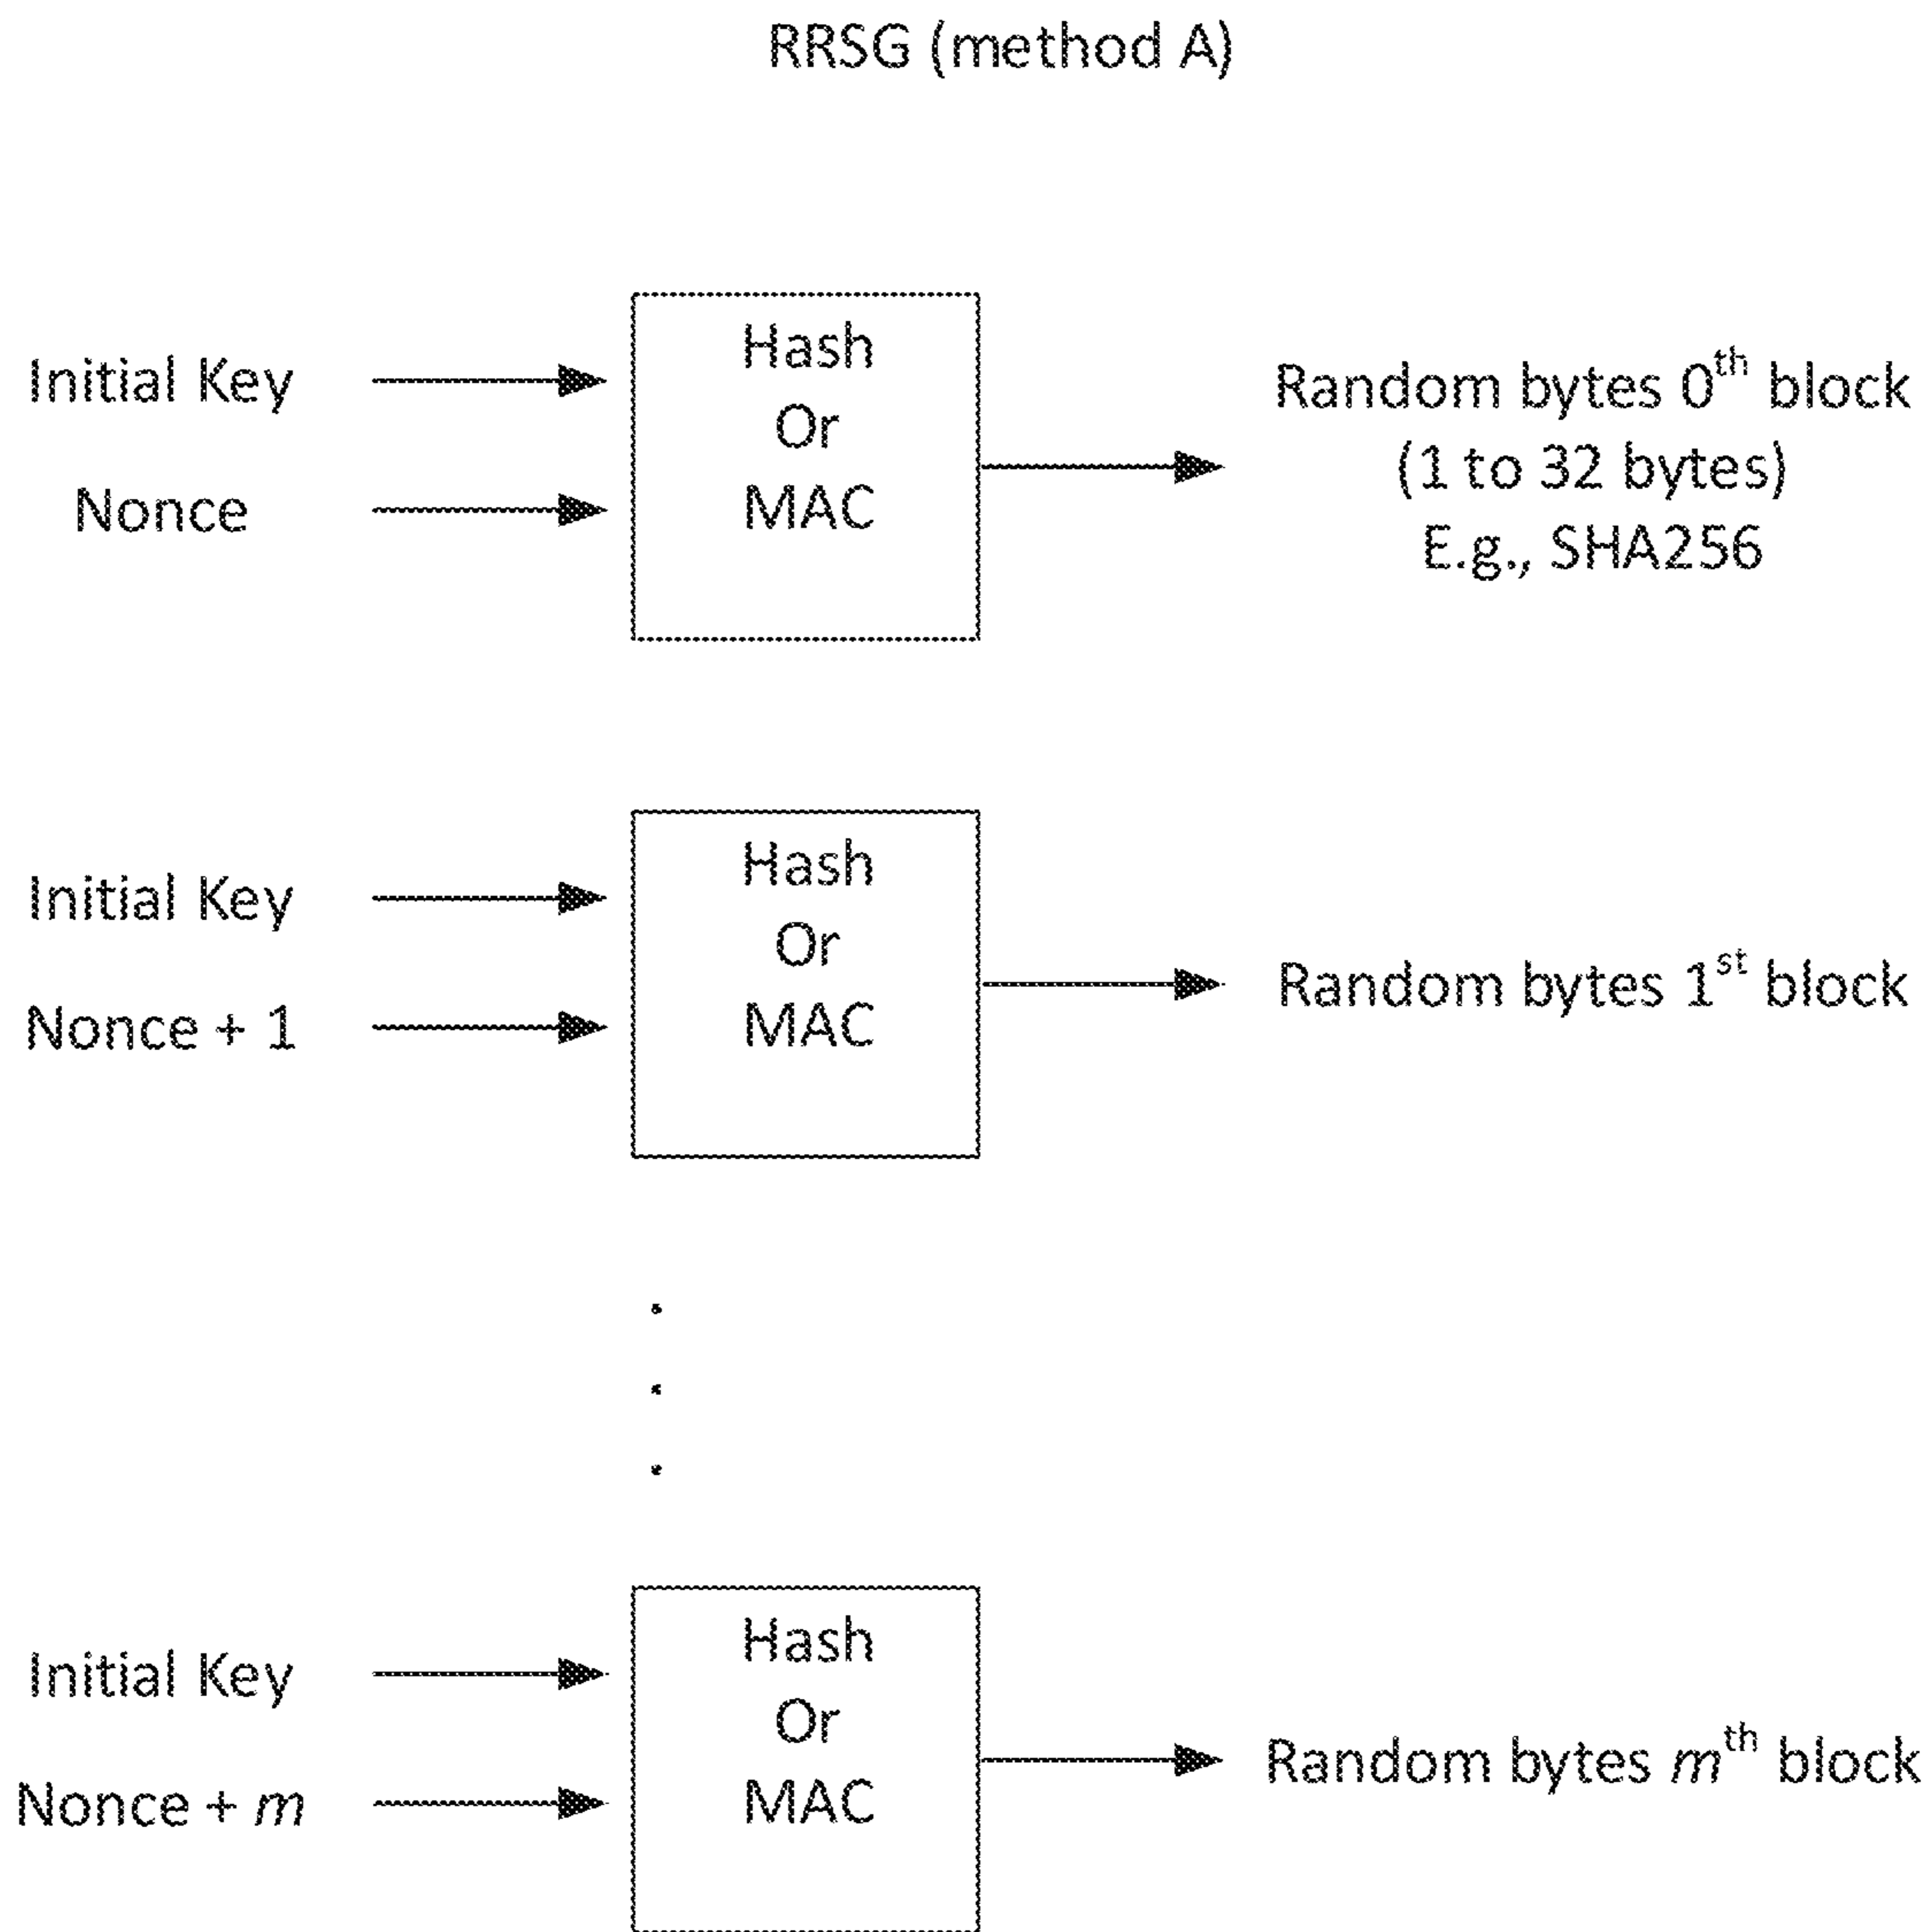 RRSG (method A)
Initial Key
Nonce
Hash
Or
MAC
Random bytes 0th block
(1 to 32 bytes)
E.g., SHA256
Initial Key
Nonce + 1
Hash
Or
MAC
Random bytes 1st block
Initial Key
Nonce + m
Hash
Or
MAC
Random bytes mth block